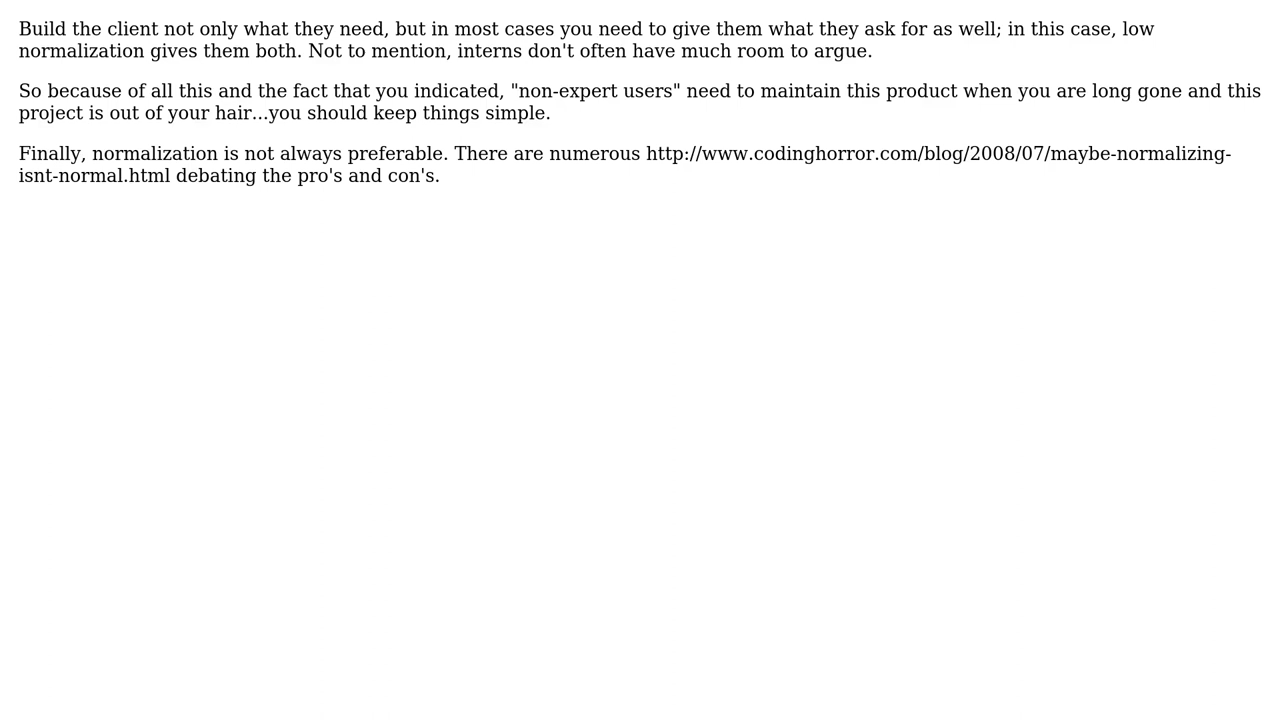 Build the client not only what they need, but in most cases you need to give them what they ask for as well; in this case, low
normalization gives them both. Not to mention, interns don't often have much room to argue.
So because of all this and the fact that you indicated, "non-expert users" need to maintain this product when you are long gone and this
project is out of your hair...you should keep things simple.
Finally, normalization is not always preferable. There are numerous http://www.codinghorror.com/blog/2008/07/maybe-normalizing-
isnt-normal.html debating the pro's and con's.